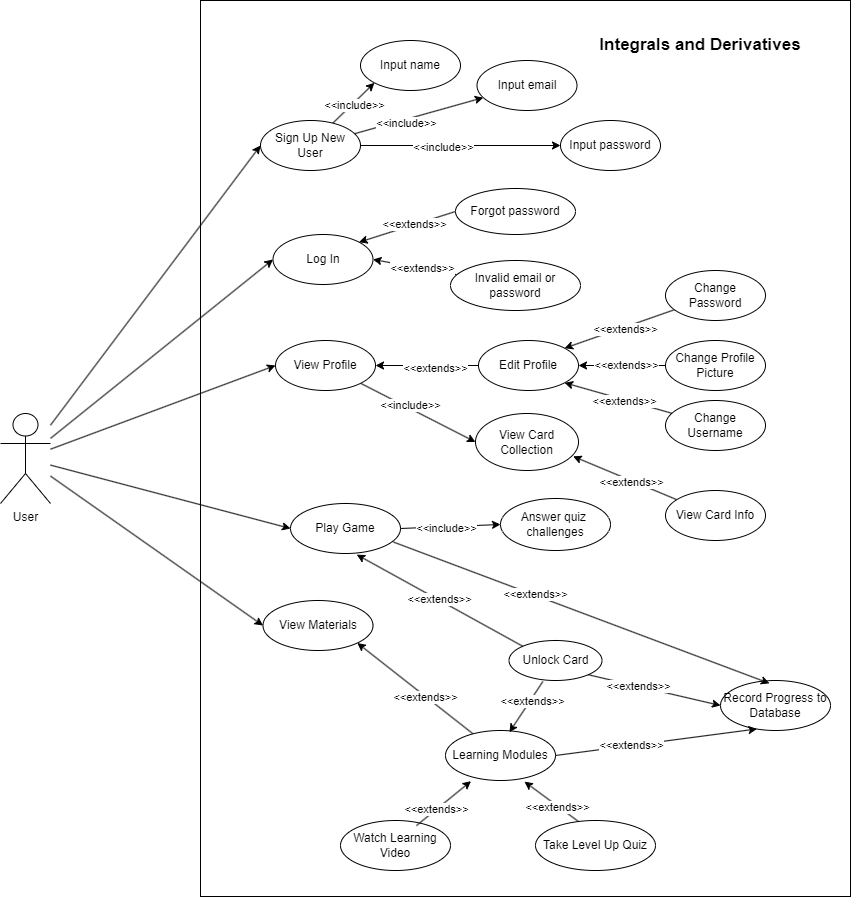 Integrals and Derivatives
Input name
Input email
<<include>>
<<include>>
Sign Up New
User
<<include>>
Input password
Forgot password
<<extends>>
Log In
<<extends>>
Invalid email or
password
Change
Password
<<extends>>
View Profile
<<extends>>
Edit Profile
<<extends>>
Change Profile
Picture
<<include>>
<<extends>>
Change
Username
View Card
Collection
<<extends>>
View Card Info
User
Play Game
<<include>>
Answer quiz
challenges
<<extends>>
<<extends>>
View Materials
Unlock Card
<<extends>>
<<extends>>
<<extends>>
Record Progress to
Database
Learning Modules
<<extends>>
<<extends>>
<<extends>>
Watch Learning
Video
Take Level Up Quiz